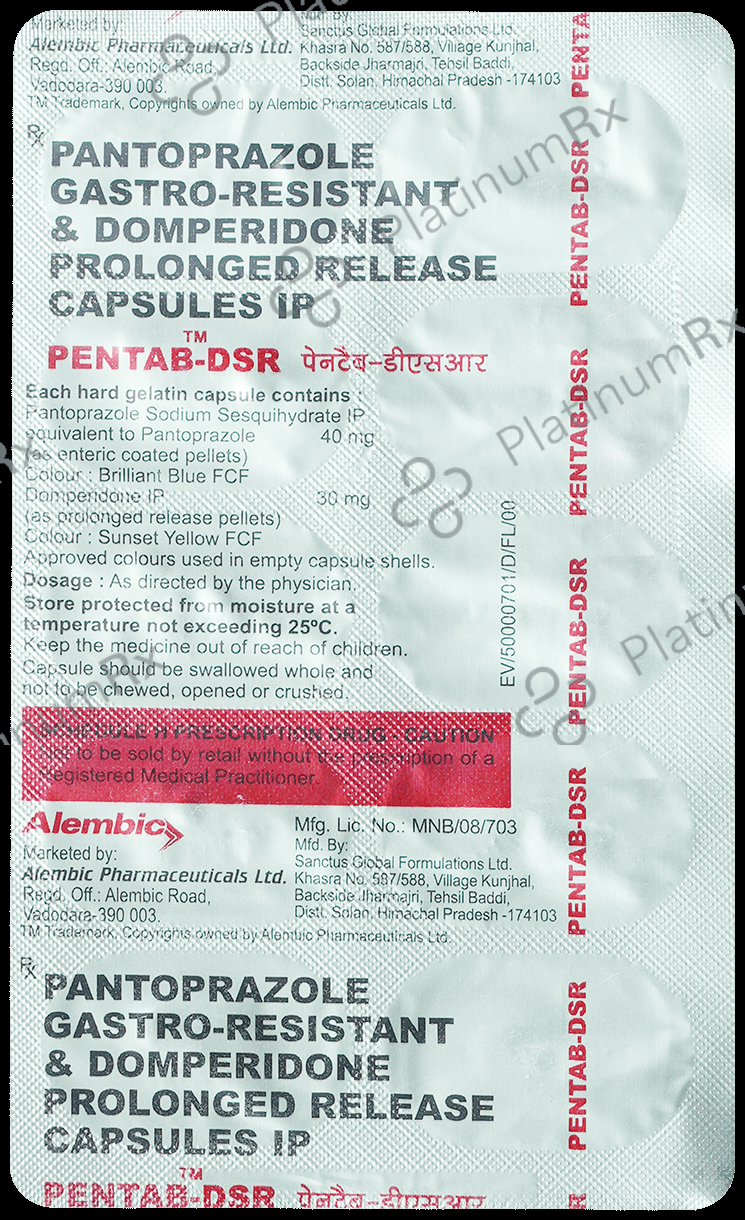 Marketed by:
Alembic Pharmaceuticals Ltd.
Regd. Off.: Alembic Road,
Vadodara-390 003.
Mfd. By
Sanctus Global Formulations Ltd.
Khasra No. 587/588, Village Kunjhal,
Backside Jharmajri, Tehsil Baddi,
Distt. Solan, Himachal Pradesh -174103
TM Trademark, Copyrights owned by Alembic Pharmaceuticals Ltd.
Rx
PANTOPRAZOLE
GASTRO-RESISTANT
& DOMPERIDONE
PROLONGED RELEASE
CAPSULES IP
PENTAB-DSR™ पेनटैब-डीएसआर
Each hard gelatin capsule contains :
Pantoprazole Sodium Sesquihydrate IP
equivalent to Pantoprazole 40 mg
(as enteric coated pellets)
Colour : Brilliant Blue FCF
Domperidone IP 30 mg
(as prolonged release pellets)
Colour : Sunset Yellow FCF
Approved colours used in empty capsule shells.
Dosage : As directed by the physician.
Store protected from moisture at a
temperature not exceeding 25ºC.
Keep the medicine out of reach of children.
Capsule should be swallowed whole and
not to be chewed, opened or crushed.
EV/50000701/D/FL/00
SCHEDULE H PRESCRIPTION DRUG - CAUTION
Not to be sold by retail without the prescription of a
Registered Medical Practitioner.
Alembic
Marketed by:
Alembic Pharmaceuticals Ltd.
Regd. Off.: Alembic Road,
Vadodara-390 003.
Mfg. Lic. No.: MNB/08/703
Mfd. By:
Sanctus Global Formulations Ltd.
Khasra No. 587/588, Village Kunjhal,
Backside Jharmajri, Tehsil Baddi,
Distt. Solan, Himachal Pradesh -174103
TM Trademark, Copyrights owned by Alembic Pharmaceuticals Ltd.
Rx
PANTOPRAZOLE
GASTRO-RESISTANT
& DOMPERIDONE
PROLONGED RELEASE
CAPSULES IP
PENTAB-DSR™ पेनटैब-डीएसआर
PENTA
PENTAB-DSR
PENTAB-DSR
PENTAB-DSR
PENTAB-DSR
PENTAB-DSR
R
PlatinumRx
PlatinumRx
PlatinumRx